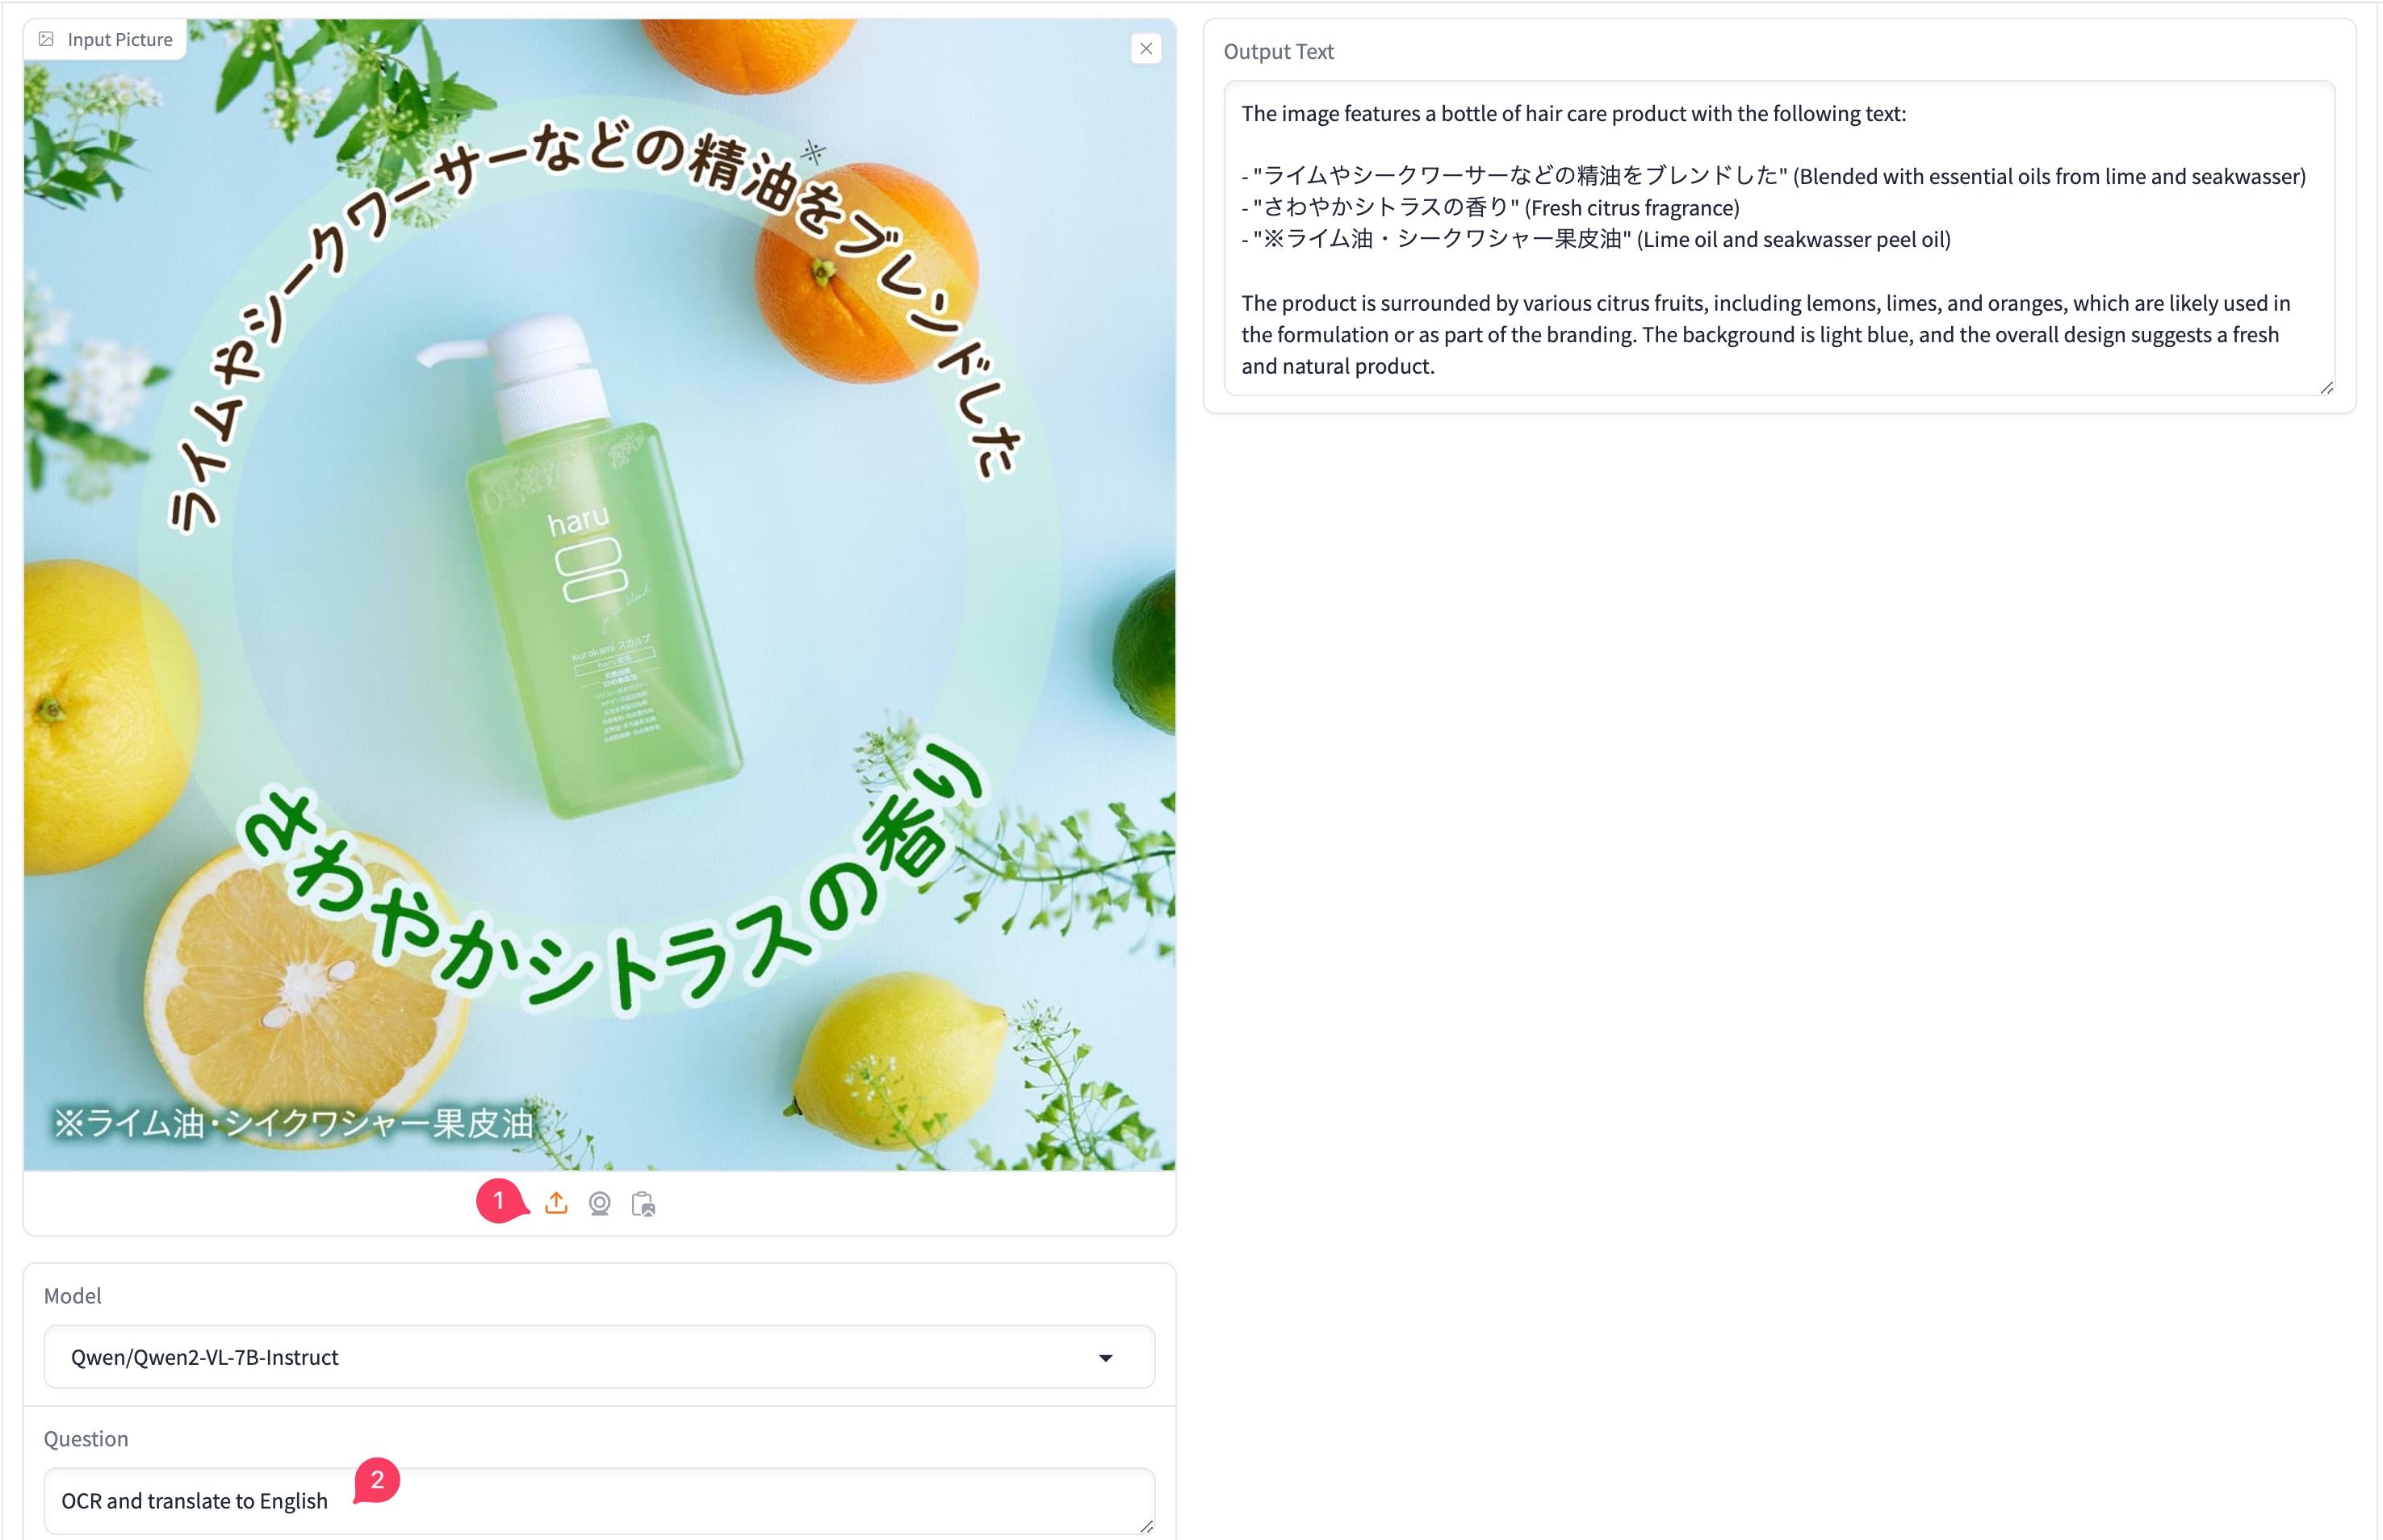 Input Picture
ライムやシークワーサーなどの精油※をブレンドした
haru
kurokami スカルプ
さわやかシトラスの香り
※ライム油・シイクワシャー果皮油
1
Model
Qwen/Qwen2-VL-7B-Instruct
Question
OCR and translate to English
2
Output Text
The image features a bottle of hair care product with the following text:
- "ライムやシークワーサーなどの精油をブレンドした" (Blended with essential oils from lime and seakwasser)
- "さわやかシトラスの香り" (Fresh citrus fragrance)
- "※ライム油・シークワシャー果皮油" (Lime oil and seakwasser peel oil)
The product is surrounded by various citrus fruits, including lemons, limes, and oranges, which are likely used in
the formulation or as part of the branding. The background is light blue, and the overall design suggests a fresh
and natural product.